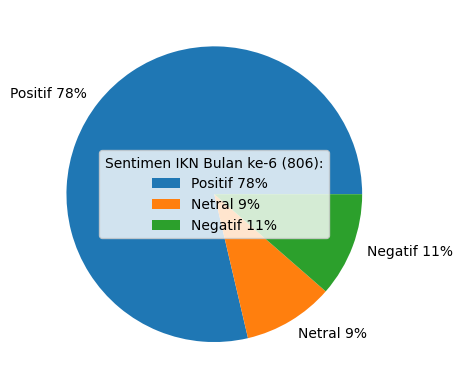 Positif 78%
Sentimen IKN Bulan ke-6 (806):
Positif 78%
Netral 9%
Negatif 11%
Negatif 11%
Netral 9%